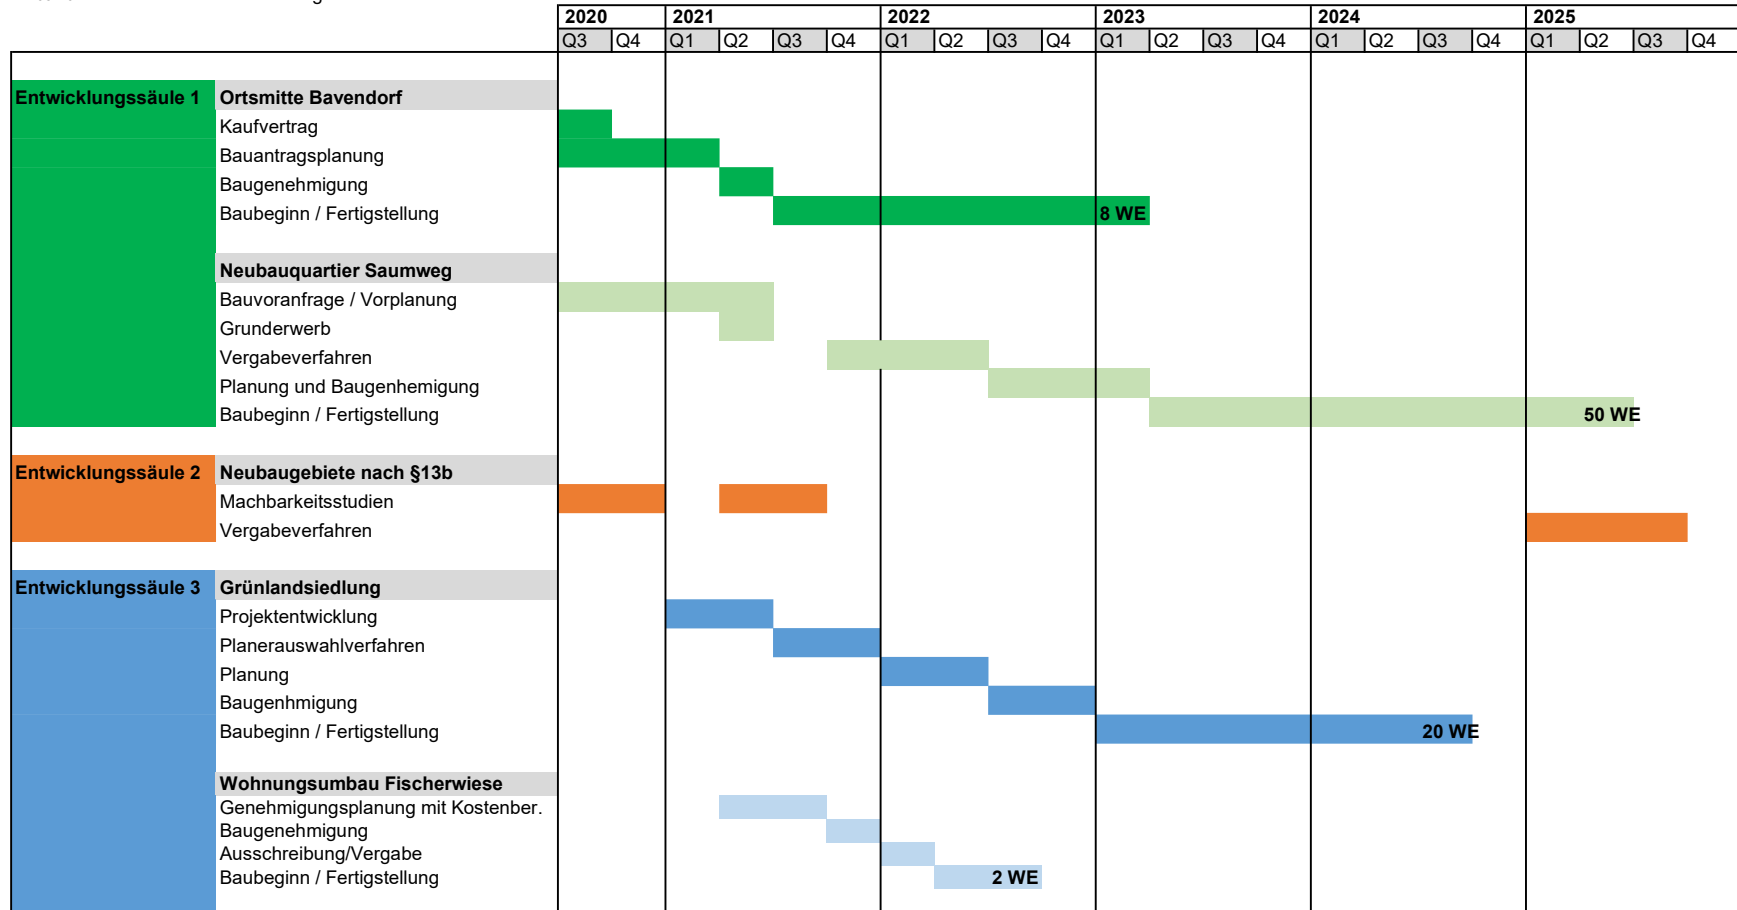 2020 2021 2022 2023 2024 2025
Q3 Q4 Q1 Q2 Q3 Q4 Q1 Q2 Q3 Q4 Q1 Q2 Q3 Q4 Q1 Q2 Q3 Q4 Q1 Q2 Q3 Q4
Entwicklungssäule 1 Ortsmitte Bavendorf
Kaufvertrag
Bauantragsplanung
Baugenehmigung
Baubeginn / Fertigstellung 8 WE
Neubauquartier Saumweg
Bauvoranfrage / Vorplanung
Grunderwerb
Vergabeverfahren
Planung und Baugenhemigung
Baubeginn / Fertigstellung 50 WE
Entwicklungssäule 2 Neubaugebiete nach §13b
Machbarkeitsstudien
Vergabeverfahren
Entwicklungssäule 3 Grünlandsiedlung
Projektentwicklung
Planerauswahlverfahren
Planung
Baugenhmigung
Baubeginn / Fertigstellung 20 WE
Wohnungsumbau Fischerwiese
Genehmigungsplanung mit Kostenber.
Baugenehmigung
Ausschreibung/Vergabe
Baubeginn / Fertigstellung 2 WE